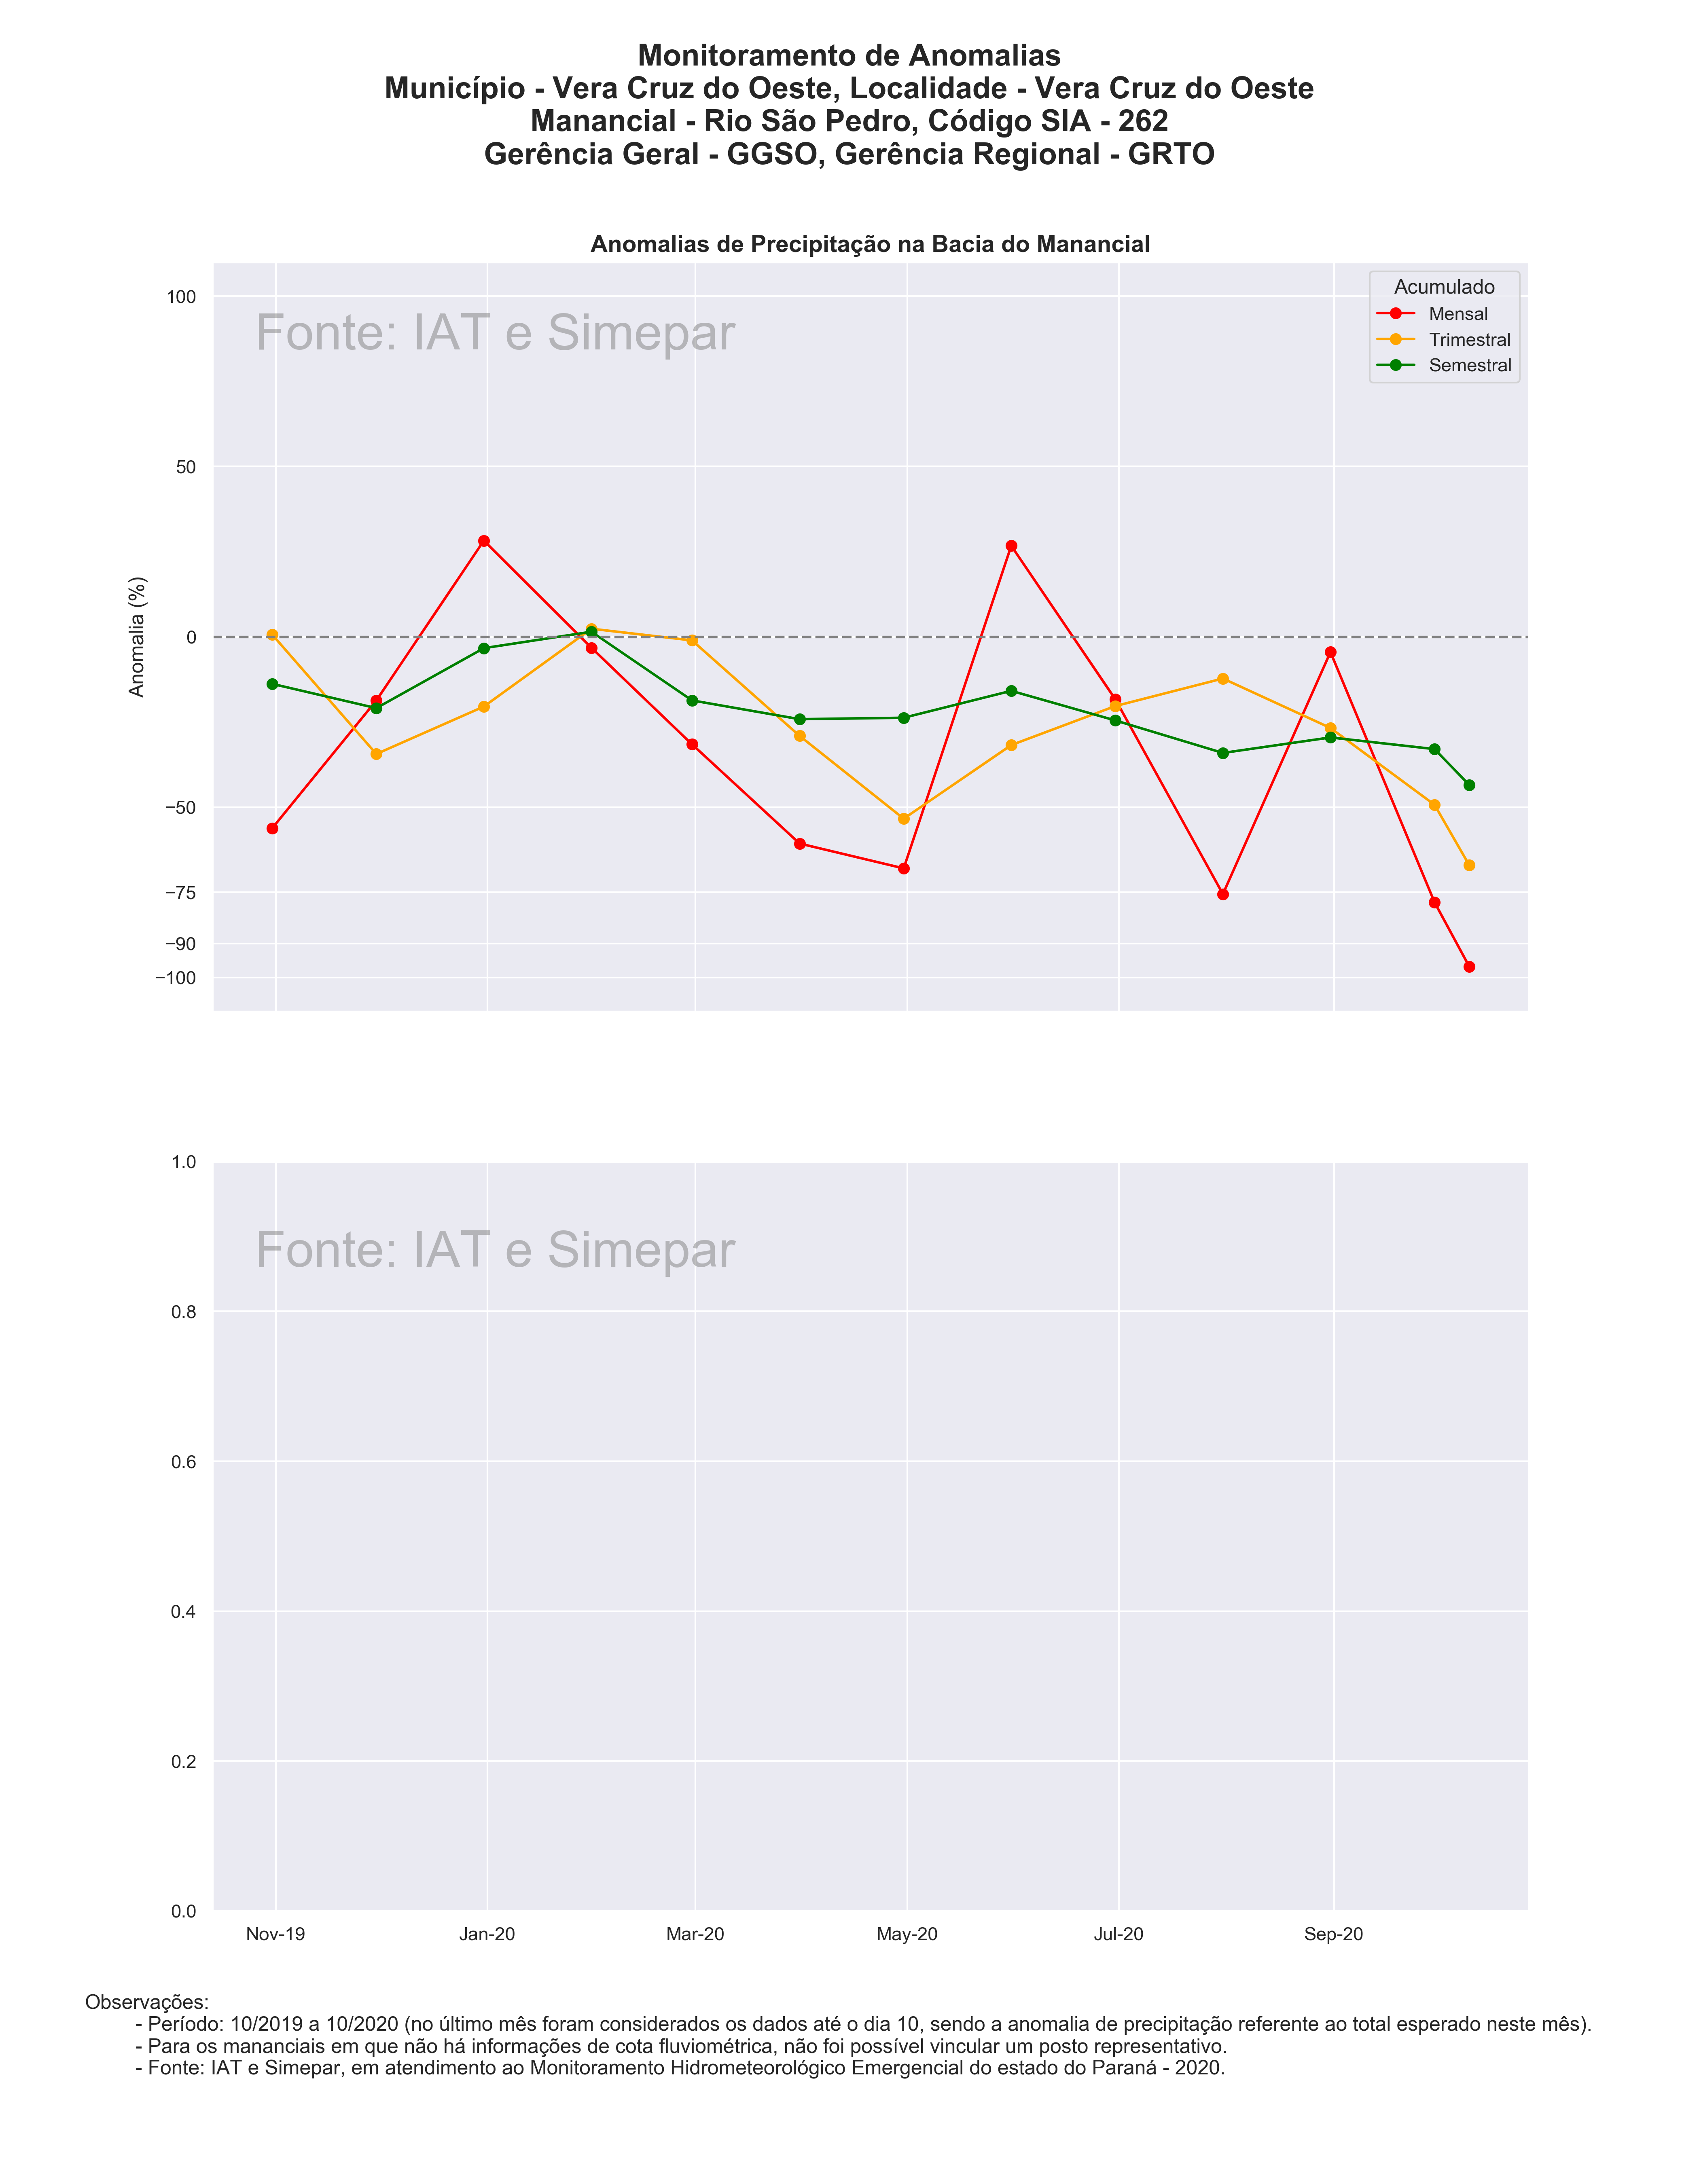 Monitoramento de Anomalias
Município - Vera Cruz do Oeste, Localidade - Vera Cruz do Oeste
Manancial - Rio São Pedro, Código SIA - 262
Gerência Geral - GGSO, Gerência Regional - GRTO
Anomalias de Precipitação na Bacia do Manancial
Fonte: IAT e Simepar
Acumulado
Mensal
Trimestral
Semestral
Anomalia (%)
100
50
0
−50
−75
−90
−100
Fonte: IAT e Simepar
1.0
0.8
0.6
0.4
0.2
0.0
Nov-19 Jan-20 Mar-20 May-20 Jul-20 Sep-20
Observações:
- Período: 10/2019 a 10/2020 (no último mês foram considerados os dados até o dia 10, sendo a anomalia de precipitação referente ao total esperado neste mês).
- Para os mananciais em que não há informações de cota fluviométrica, não foi possível vincular um posto representativo.
- Fonte: IAT e Simepar, em atendimento ao Monitoramento Hidrometeorológico Emergencial do estado do Paraná - 2020.